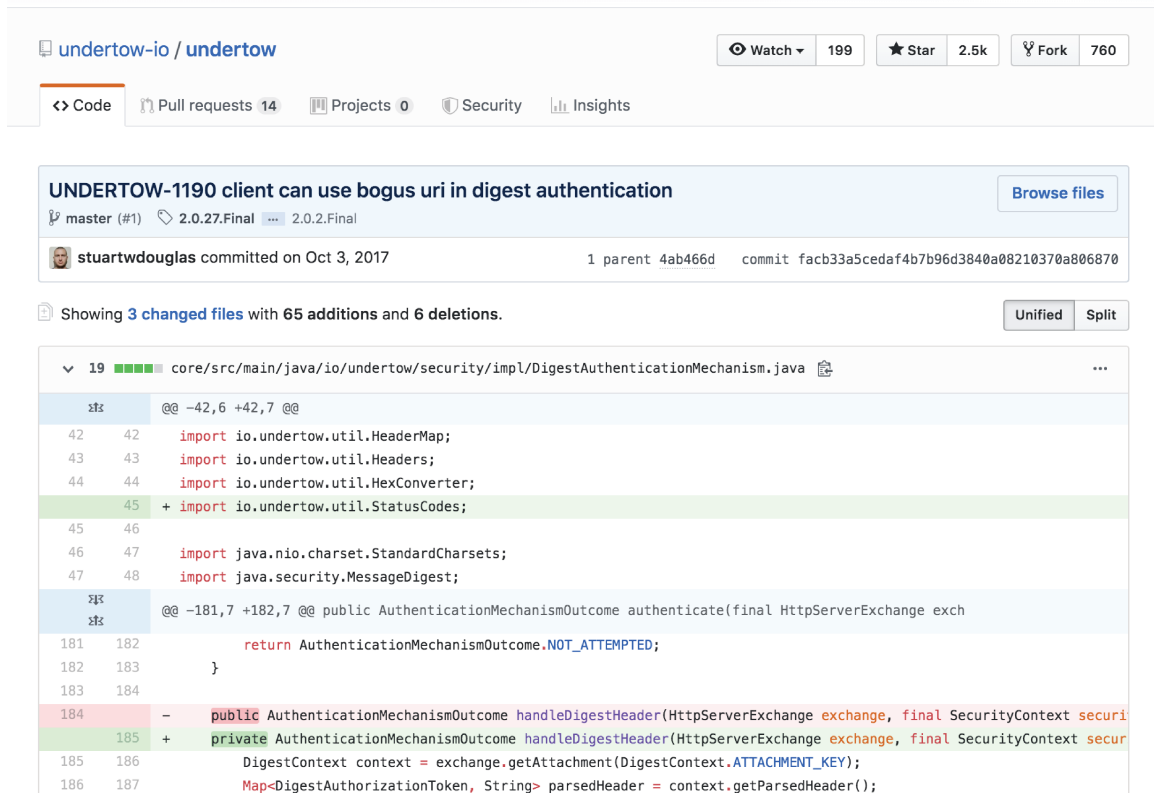 undertow-io / undertow
Watch 199 Star 2.5k Fork 760
<> Code Pull requests 14 Projects 0 Security Insights
UNDERTOW-1190 client can use bogus uri in digest authentication
Browse files
master (#1) 2.0.27.Final ... 2.0.2.Final
stuartwdouglas committed on Oct 3, 2017 1 parent 4ab466d commit facb33a5cedaf4b7b96d3840a08210370a806870
Showing 3 changed files with 65 additions and 6 deletions. Unified Split
19 core/src/main/java/io/undertow/security/impl/DigestAuthenticationMechanism.java ...
@@ -42,6 +42,7 @@
42 42 import io.undertow.util.HeaderMap;
43 43 import io.undertow.util.Headers;
44 44 import io.undertow.util.HexConverter;
45 + import io.undertow.util.StatusCodes;
45 46
46 47 import java.nio.charset.StandardCharsets;
47 48 import java.security.MessageDigest;
@@ -181,7 +182,7 @@ public AuthenticationMechanismOutcome authenticate(final HttpServerExchange exch
181 182 return AuthenticationMechanismOutcome.NOT_ATTEMPTED;
182 183 }
183 184
184 - public AuthenticationMechanismOutcome handleDigestHeader(HttpServerExchange exchange, final SecurityContext securi
185 + private AuthenticationMechanismOutcome handleDigestHeader(HttpServerExchange exchange, final SecurityContext secur
185 186 DigestContext context = exchange.getAttachment(DigestContext.ATTACHMENT_KEY);
186 187 Map<DigestAuthorizationToken, String> parsedHeader = context.getParsedHeader();